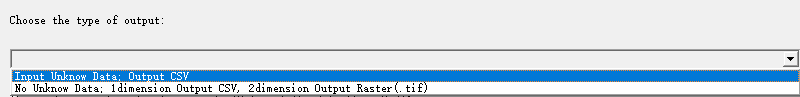 Choose the type of output:
Input Unknow Data; Output CSV
No Unknow Data; 1dimension Output CSV, 2dimension Output Raster(.tif)